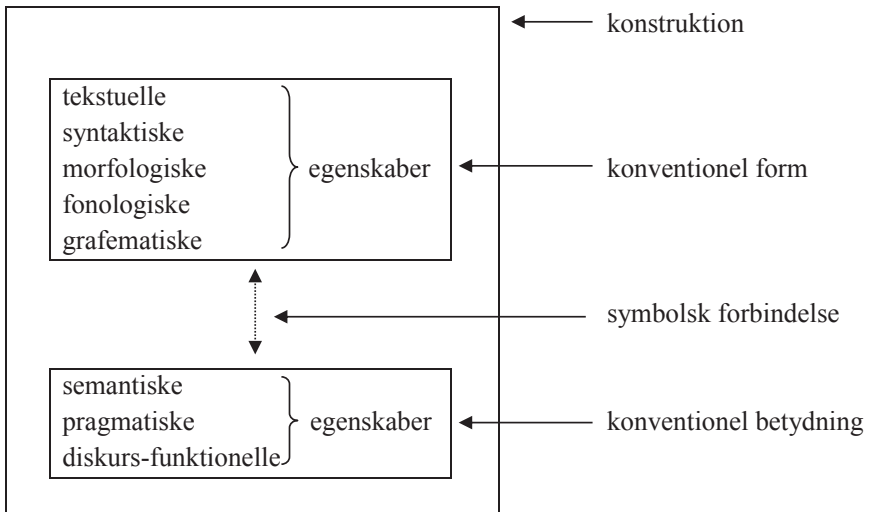 konstruktion
tekstuelle
syntaktiske
morfologiske egenskaber konventionel form
fonologiske
grafematiske
symbolsk forbindelse
semantiske
pragmatiske egenskaber konventionel betydning
diskurs-funktionelle